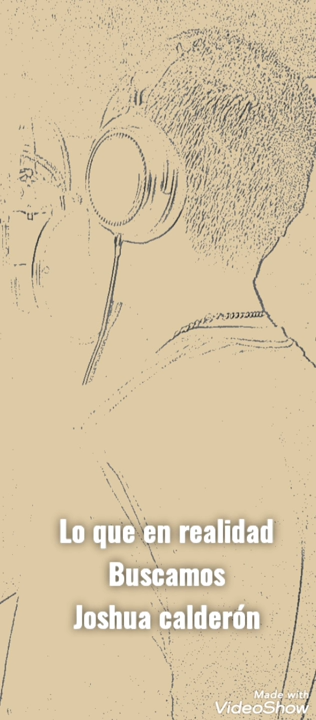 Lo que en realidad
Buscamos
Joshua calderón
Made with
VideoShow